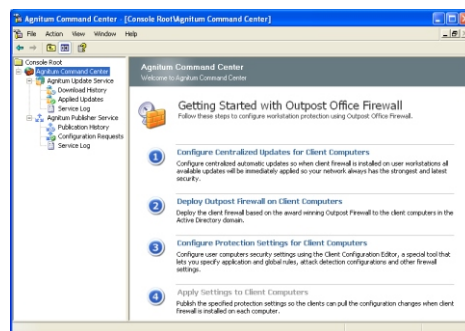 Agnitum Command Center - [Console Root\Agnitum Command Center]
File Action View Window Help
Console Root
Agnitum Command Center
Agnitum Update Service
Download History
Applied Updates
Service Log
Agnitum Publisher Service
Publication History
Configuration Requests
Service Log
Agnitum Command Center
Welcome to Agnitum Command Center
Getting Started with Outpost Office Firewall
Follow these steps to configure workstation protection using Outpost Office Firewall.
1 Configure Centralized Updates for Client Computers
Configure centralized automatic updates so when client firewall is installed on user workstations all
available updates will be immediately applied so your network always has the strongest and latest
security.
2 Deploy Outpost Firewall on Client Computers
Deploy the client firewall based on the award winning Outpost Firewall to the client computers in the
Active Directory domain.
3 Configure Protection Settings for Client Computers
Configure user computers security settings using the Client Configuration Editor, a special tool that
lets you specify application and global rules, attack detection configurations and other firewall
settings.
4 Apply Settings to Client Computers
Publish the specified protection settings so the clients can pull the configuration changes when client
firewall is installed on each computer.